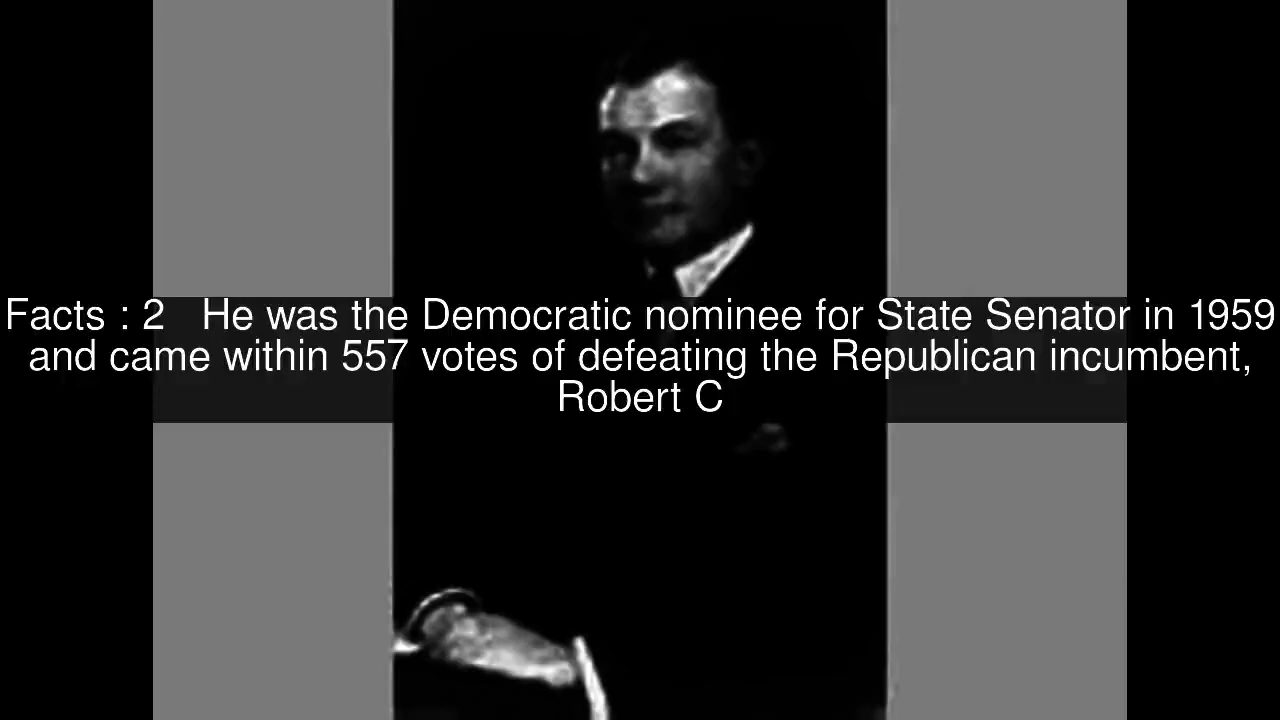 Facts : 2   He was the Democratic nominee for State Senator in 1959
and came within 557 votes of defeating the Republican incumbent,
Robert C